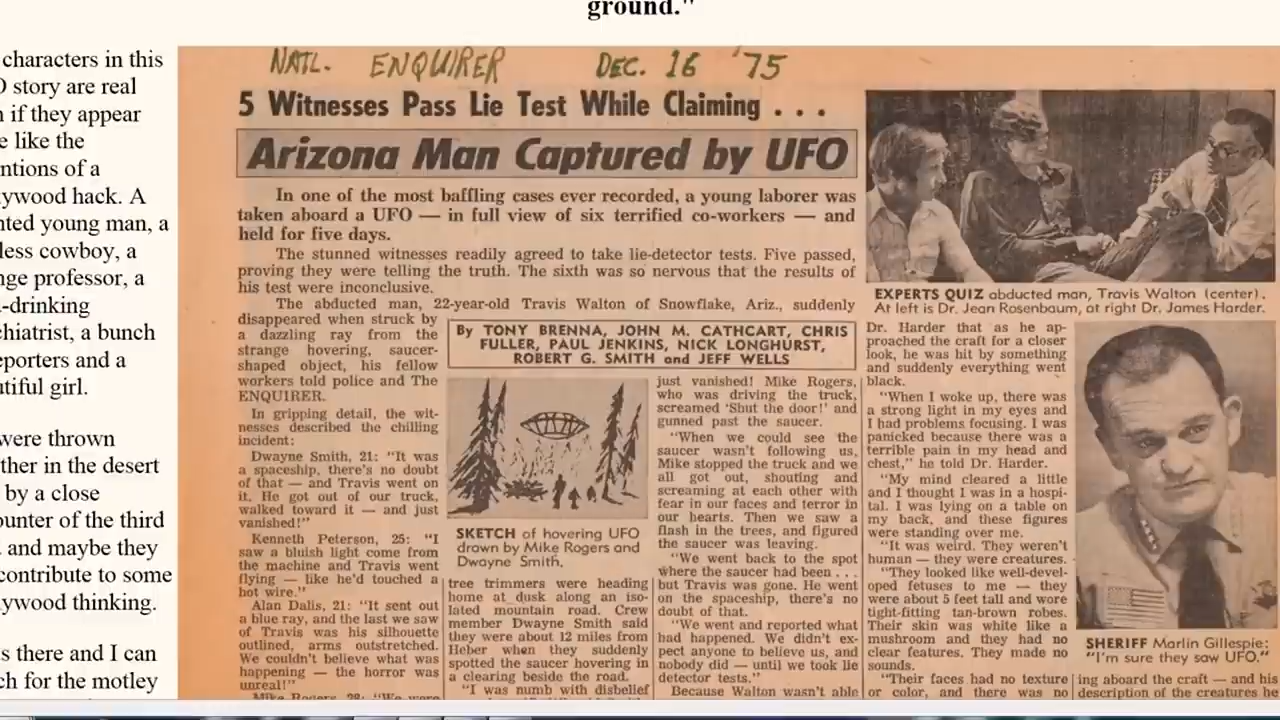 ground."
characters in this
story are real
if they appear
like the
of a
hack. A
young man, a
cowboy, a
professor, a
drinking
a bunch
and a
girl.
were thrown
in the desert
by a close
of the third
and maybe they
contribute to some
thinking.
s there and I can
for the motley
NATL. ENQUIRER DEC. 16 '75
5 Witnesses Pass Lie Test While Claiming . . .
Arizona Man Captured by UFO
In one of the most baffling cases ever recorded, a young laborer was
taken aboard a UFO — in full view of six terrified co-workers — and
held for five days.
The stunned witnesses readily agreed to take lie-detector tests. Five passed,
proving they were telling the truth. The sixth was so nervous that the results of
his test were inconclusive.
The abducted man, 22-year-old Travis Walton of Snowflake, Ariz., suddenly
disappeared when struck by
a dazzling ray from the
strange hovering, saucer-
shaped object, his fellow
workers told police and The
ENQUIRER.
In gripping detail, the wit-
nesses described the chilling
incident:
Dwayne Smith, 21: "It was
a spaceship, there's no doubt
of that — and Travis went on
it. He got out of our truck,
walked toward it — and just
vanished!"
Kenneth Peterson, 25: "I
saw a bluish light come from
the machine and Travis went
flying — like he'd touched a
hot wire."
Alan Dalis, 21: "It sent out
a blue ray, and the last we saw
of Travis was his silhouette
outlined, arms outstretched.
We couldn't believe what was
happening — the horror was
unreal!"
Mike Rogers, 28: "We were
By TONY BRENNA, JOHN M. CATHCART, CHRIS
FULLER, PAUL JENKINS, NICK LONGHURST,
ROBERT G. SMITH and JEFF WELLS
SKETCH of hovering UFO
drawn by Mike Rogers and
Dwayne Smith.
tree trimmers were heading
home at dusk along an iso-
lated mountain road. Crew
member Dwayne Smith said
they were about 12 miles from
Heber when they suddenly
spotted the saucer hovering in
a clearing beside the road.
"I was numb with disbelief
just vanished! Mike Rogers,
who was driving the truck,
screamed 'Shut the door!' and
gunned past the saucer.
"When we could see the
saucer wasn't following us,
Mike stopped the truck and we
all got out, shouting and
screaming at each other with
fear in our faces and terror in
our hearts. Then we saw a
flash in the trees, and figured
the saucer was leaving.
"We went back to the spot
where the saucer had been . . .
but Travis was gone. He went
on the spaceship, there's no
doubt of that.
"We went and reported what
had happened. We didn't ex-
pect anyone to believe us, and
nobody did — until we took lie
detector tests."
Because Walton wasn't able
EXPERTS QUIZ abducted man, Travis Walton (center).
At left is Dr. Jean Rosenbaum, at right Dr. James Harder.
Dr. Harder that as he ap-
proached the craft for a closer
look, he was hit by something
and suddenly everything went
black.
"When I woke up, there was
a strong light in my eyes and
I had problems focusing. I was
panicked because there was a
terrible pain in my head and
chest," he told Dr. Harder.
"My mind cleared a little
and I thought I was in a hospi-
tal. I was lying on a table on
my back, and these figures
were standing over me.
"It was weird. They weren't
human — they were creatures.
"They looked like well-devel-
oped fetuses to me — they
were about 5 feet tall and wore
tight-fitting tan-brown robes.
Their skin was white like a
mushroom and they had no
clear features. They made no
sounds.
"Their faces had no texture
or color, and there was no
SHERIFF Marlin Gillespie:
"I'm sure they saw UFO."
ing aboard the craft — and his
description of the creatures he